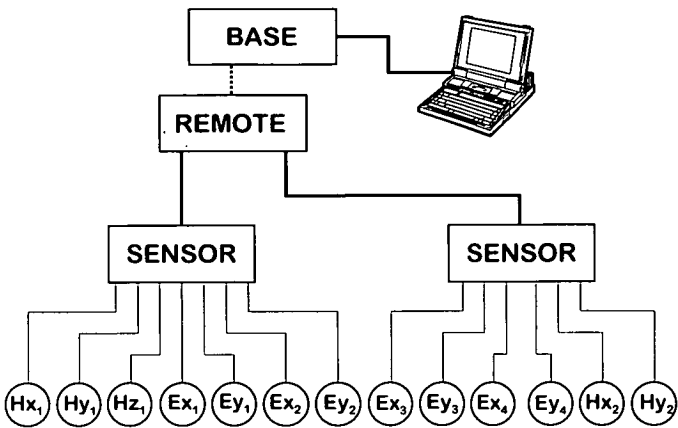 BASE
REMOTE
SENSOR SENSOR
Hx₁ Hy₁ Hz₁ Ex₁ Ey₁ Ex₂ Ey₂ Ex₃ Ey₃ Ex₄ Ey₄ Hx₂ Hy₂